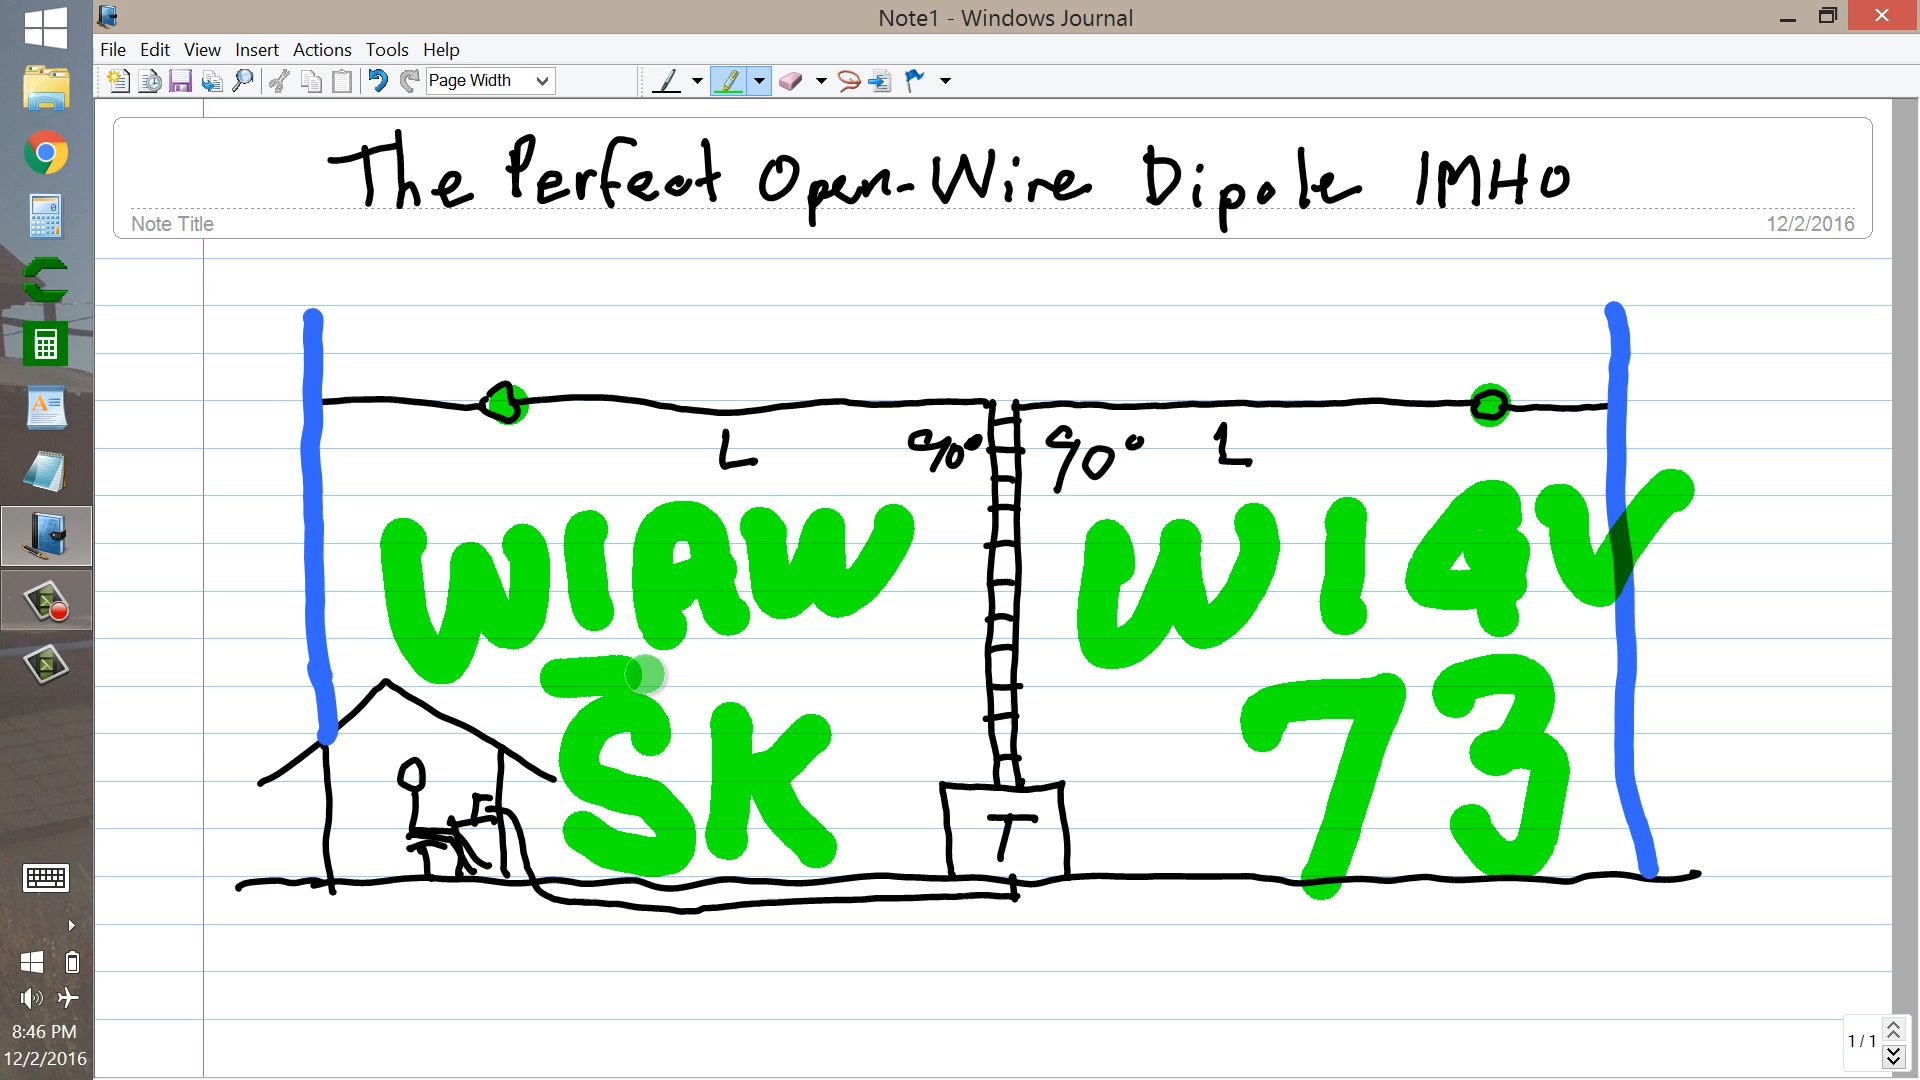 Note1 - Windows Journal
File Edit View Insert Actions Tools Help
Page Width
The Perfect Open-Wire Dipole IMHO
Note Title 12/2/2016
L 90° 90° L
W1AW W14V
SK 73
T
8:46 PM
12/2/2016
1 / 1